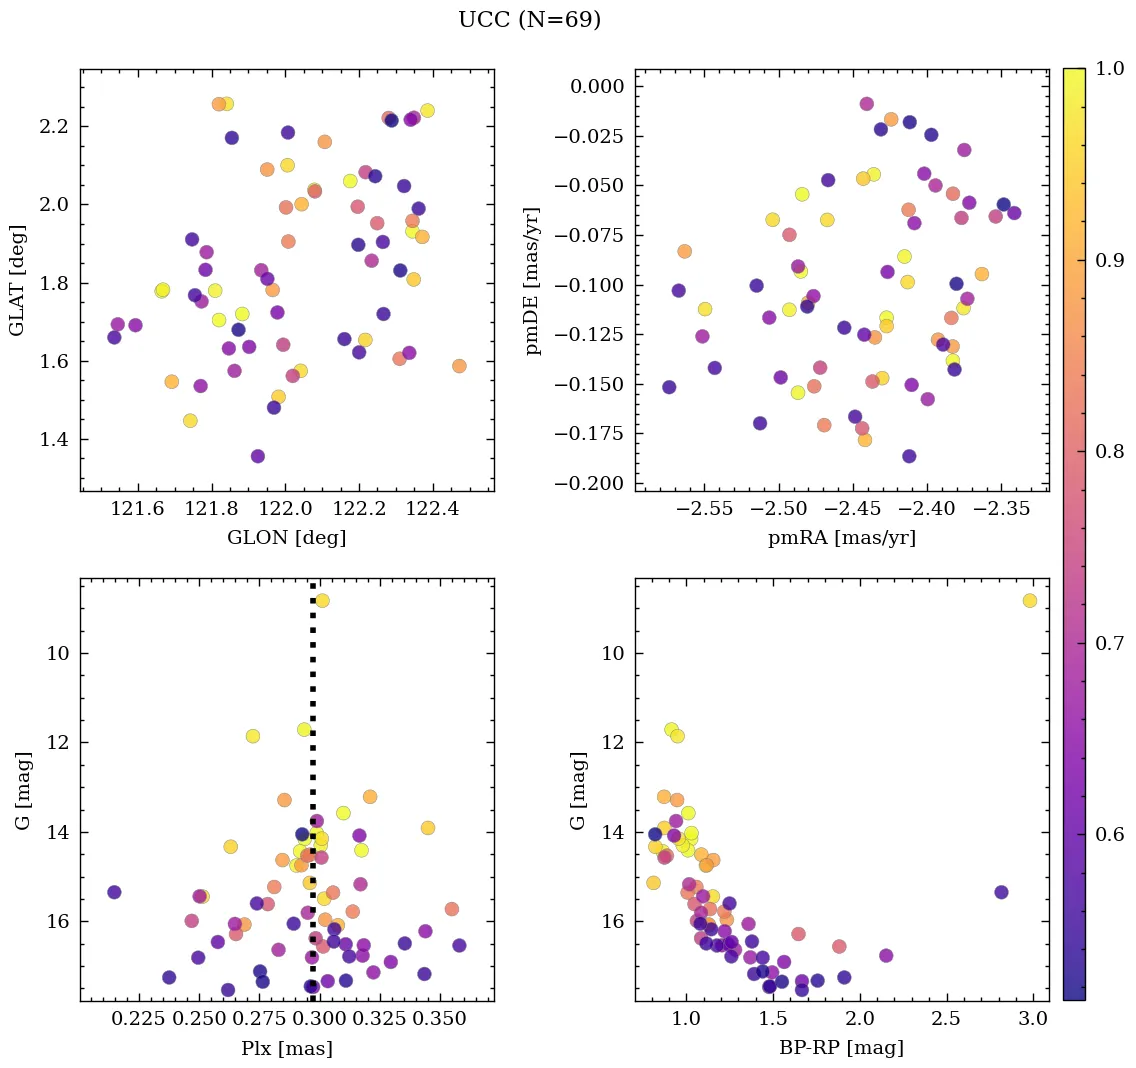 UCC (N=69)
2.2
2.0
1.8
1.6
1.4
GLAT [deg]
121.6 121.8 122.0 122.2 122.4
GLON [deg]
0.000
−0.025
−0.050
−0.075
−0.100
−0.125
−0.150
−0.175
−0.200
pmDE [mas/yr]
−2.55 −2.50 −2.45 −2.40 −2.35
pmRA [mas/yr]
1.0
0.9
0.8
0.7
0.6
10
12
14
16
G [mag]
0.225 0.250 0.275 0.300 0.325 0.350
Plx [mas]
10
12
14
16
G [mag]
1.0 1.5 2.0 2.5 3.0
BP-RP [mag]